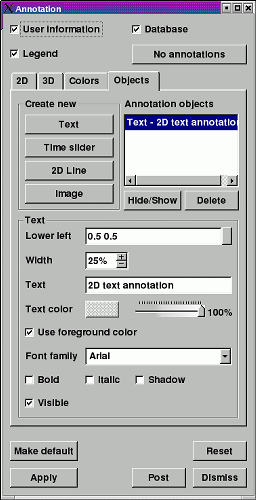 Annotation
User information
Database
Legend
No annotations
2D
3D
Colors
Objects
Create new
Annotation objects
Text
Text - 2D text annotatio
Time slider
2D Line
Image
Hide/Show
Delete
Text
Lower left
0.5 0.5
Width
25%
Text
2D text annotation
Text color
100%
Use foreground color
Font family
Arial
Bold
Italic
Shadow
Visible
Make default
Reset
Apply
Post
Dismiss